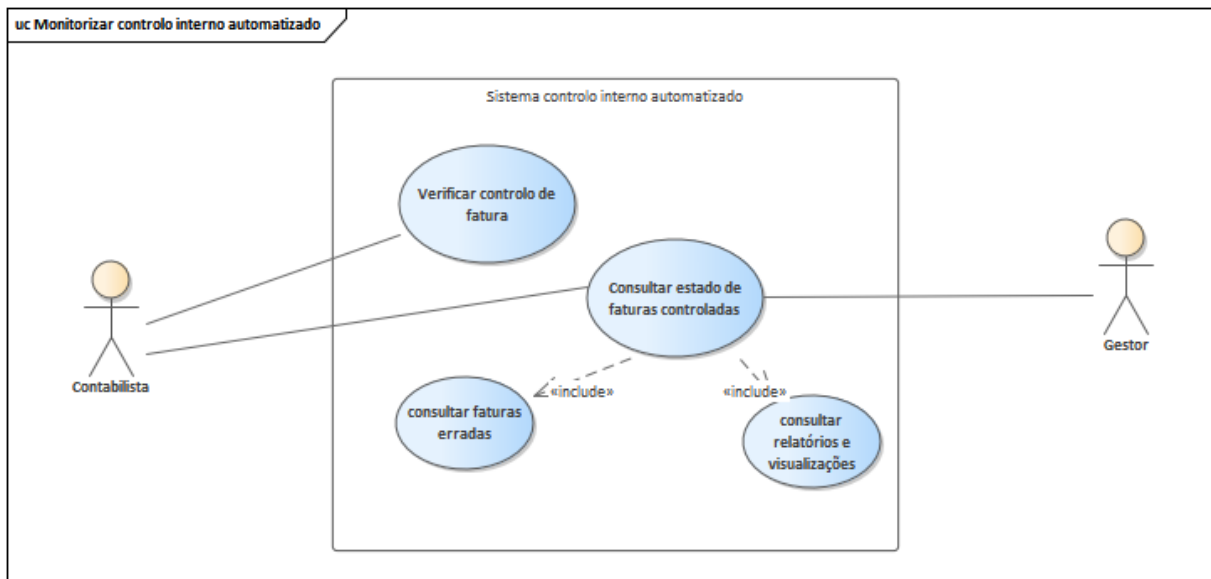 uc Monitorizar controlo interno automatizado
Sistema controlo interno automatizado
Verificar controlo de
fatura
Consultar estado de
faturas controladas
Contabilista
Gestor
«include»
«include»
consultar faturas
erradas
consultar
relatórios e
visualizações